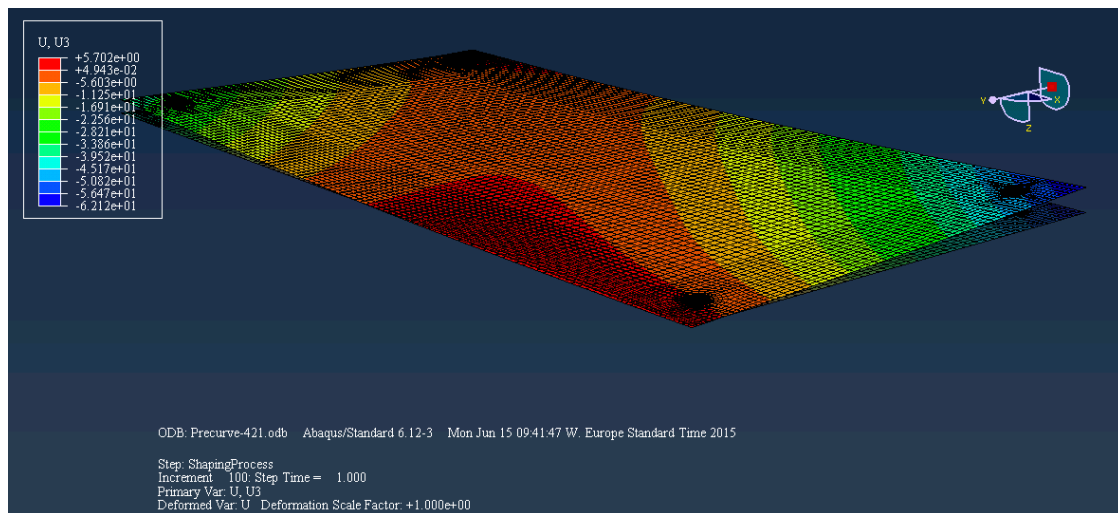 U, U3
+5.702e+00
+4.943e-02
-5.603e+00
-1.125e+01
-1.691e+01
-2.256e+01
-2.821e+01
-3.386e+01
-3.952e+01
-4.517e+01
-5.082e+01
-5.647e+01
-6.212e+01
Y
X
Z
ODB: Precurve-421.odb Abaqus/Standard 6.12-3 Mon Jun 15 09:41:47 W. Europe Standard Time 2015
Step: ShapingProcess
Increment 100: Step Time = 1.000
Primary Var: U, U3
Deformed Var: U Deformation Scale Factor: +1.000e+00